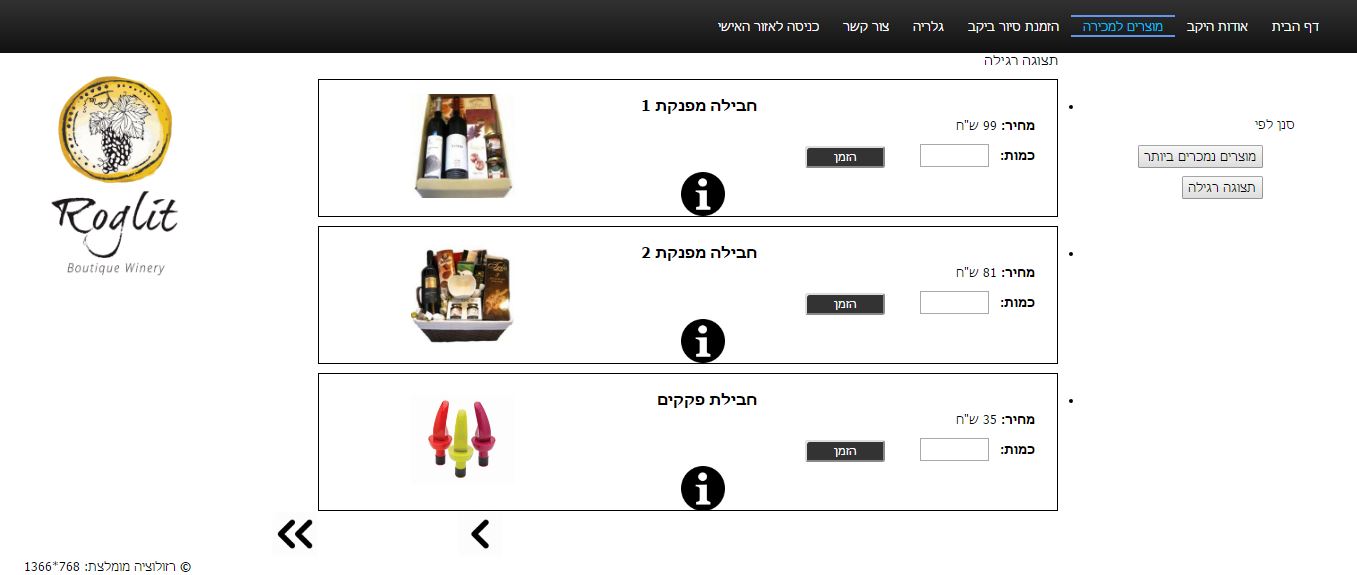 דף הבית
אודות היקב
מוצרים למכירה
הזמנת סיור ביקב
גלריה
צור קשר
כניסה לאזור האישי
תצוגה רגילה
סנן לפי
מוצרים נמכרים ביותר
תצוגה רגילה
חבילה מפנקת 1
מחיר: 99 ש"ח
כמות:
הזמן
חבילה מפנקת 2
מחיר: 81 ש"ח
כמות:
הזמן
חבילת פקקים
מחיר: 35 ש"ח
כמות:
הזמן
Roglit
Boutique Winery
© רזולוציה מומלצת: 768*1366